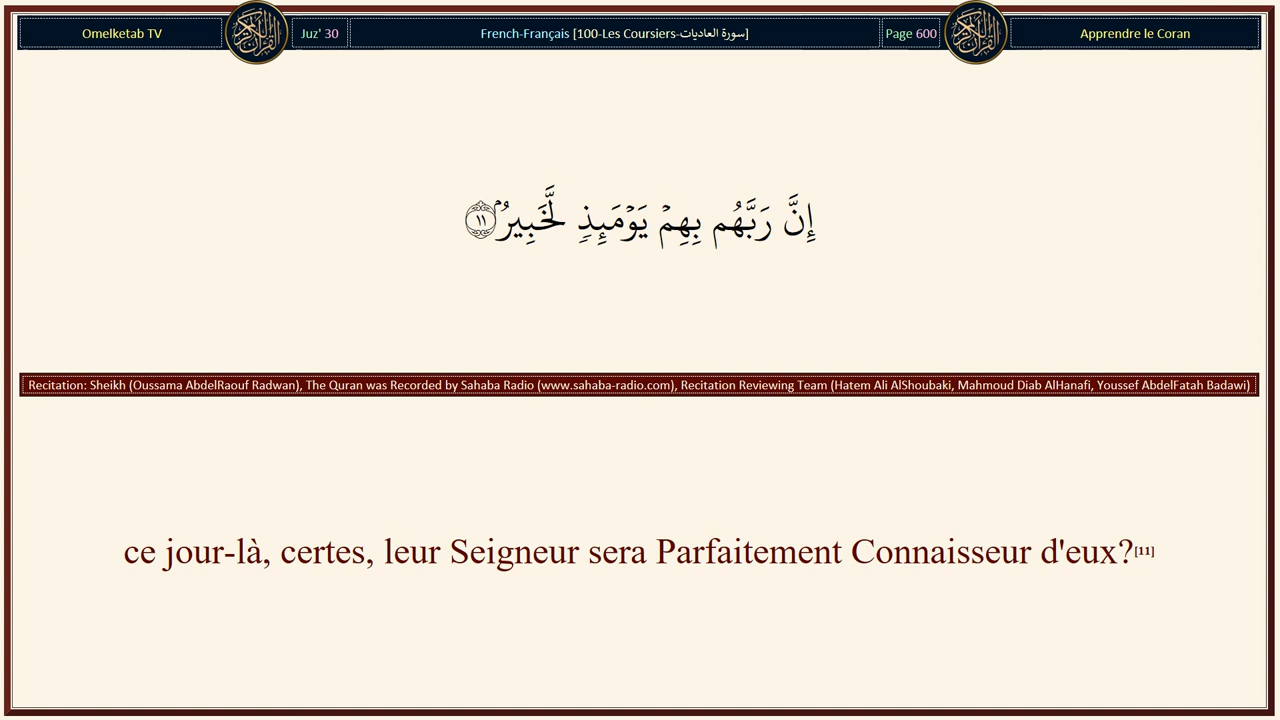 Omelketab TV
Juz' 30
French-Français [100-Les Coursiers-سورة العاديات]
Page 600
Apprendre le Coran
إِنَّ رَبَّهُم بِهِمۡ يَوۡمَئِذٖ لَّخَبِيرُۢ ١١
Recitation: Sheikh (Oussama AbdelRaouf Radwan), The Quran was Recorded by Sahaba Radio (www.sahaba-radio.com), Recitation Reviewing Team (Hatem Ali AlShoubaki, Mahmoud Diab AlHanafi, Youssef AbdelFatah Badawi)
ce jour-là, certes, leur Seigneur sera Parfaitement Connaisseur d'eux?[11]